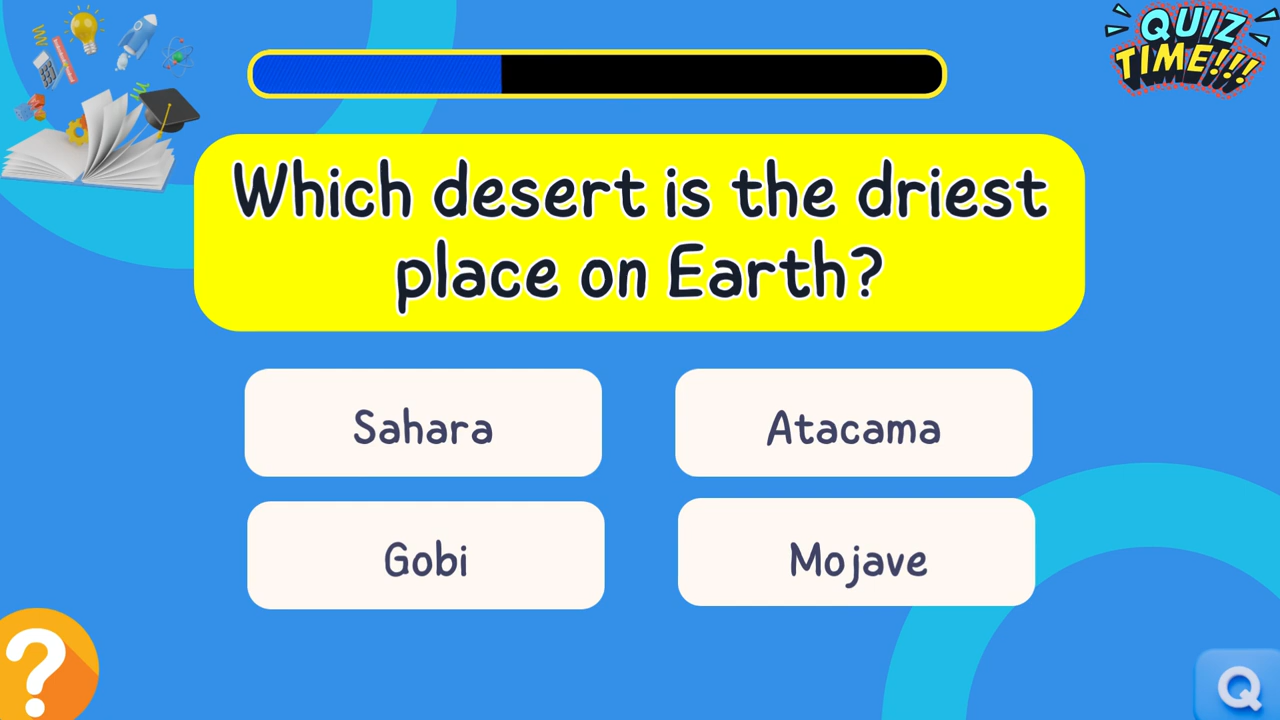 QUIZ
TIME!!!
Which desert is the driest
place on Earth?
Sahara
Atacama
Gobi
Mojave
?
Q